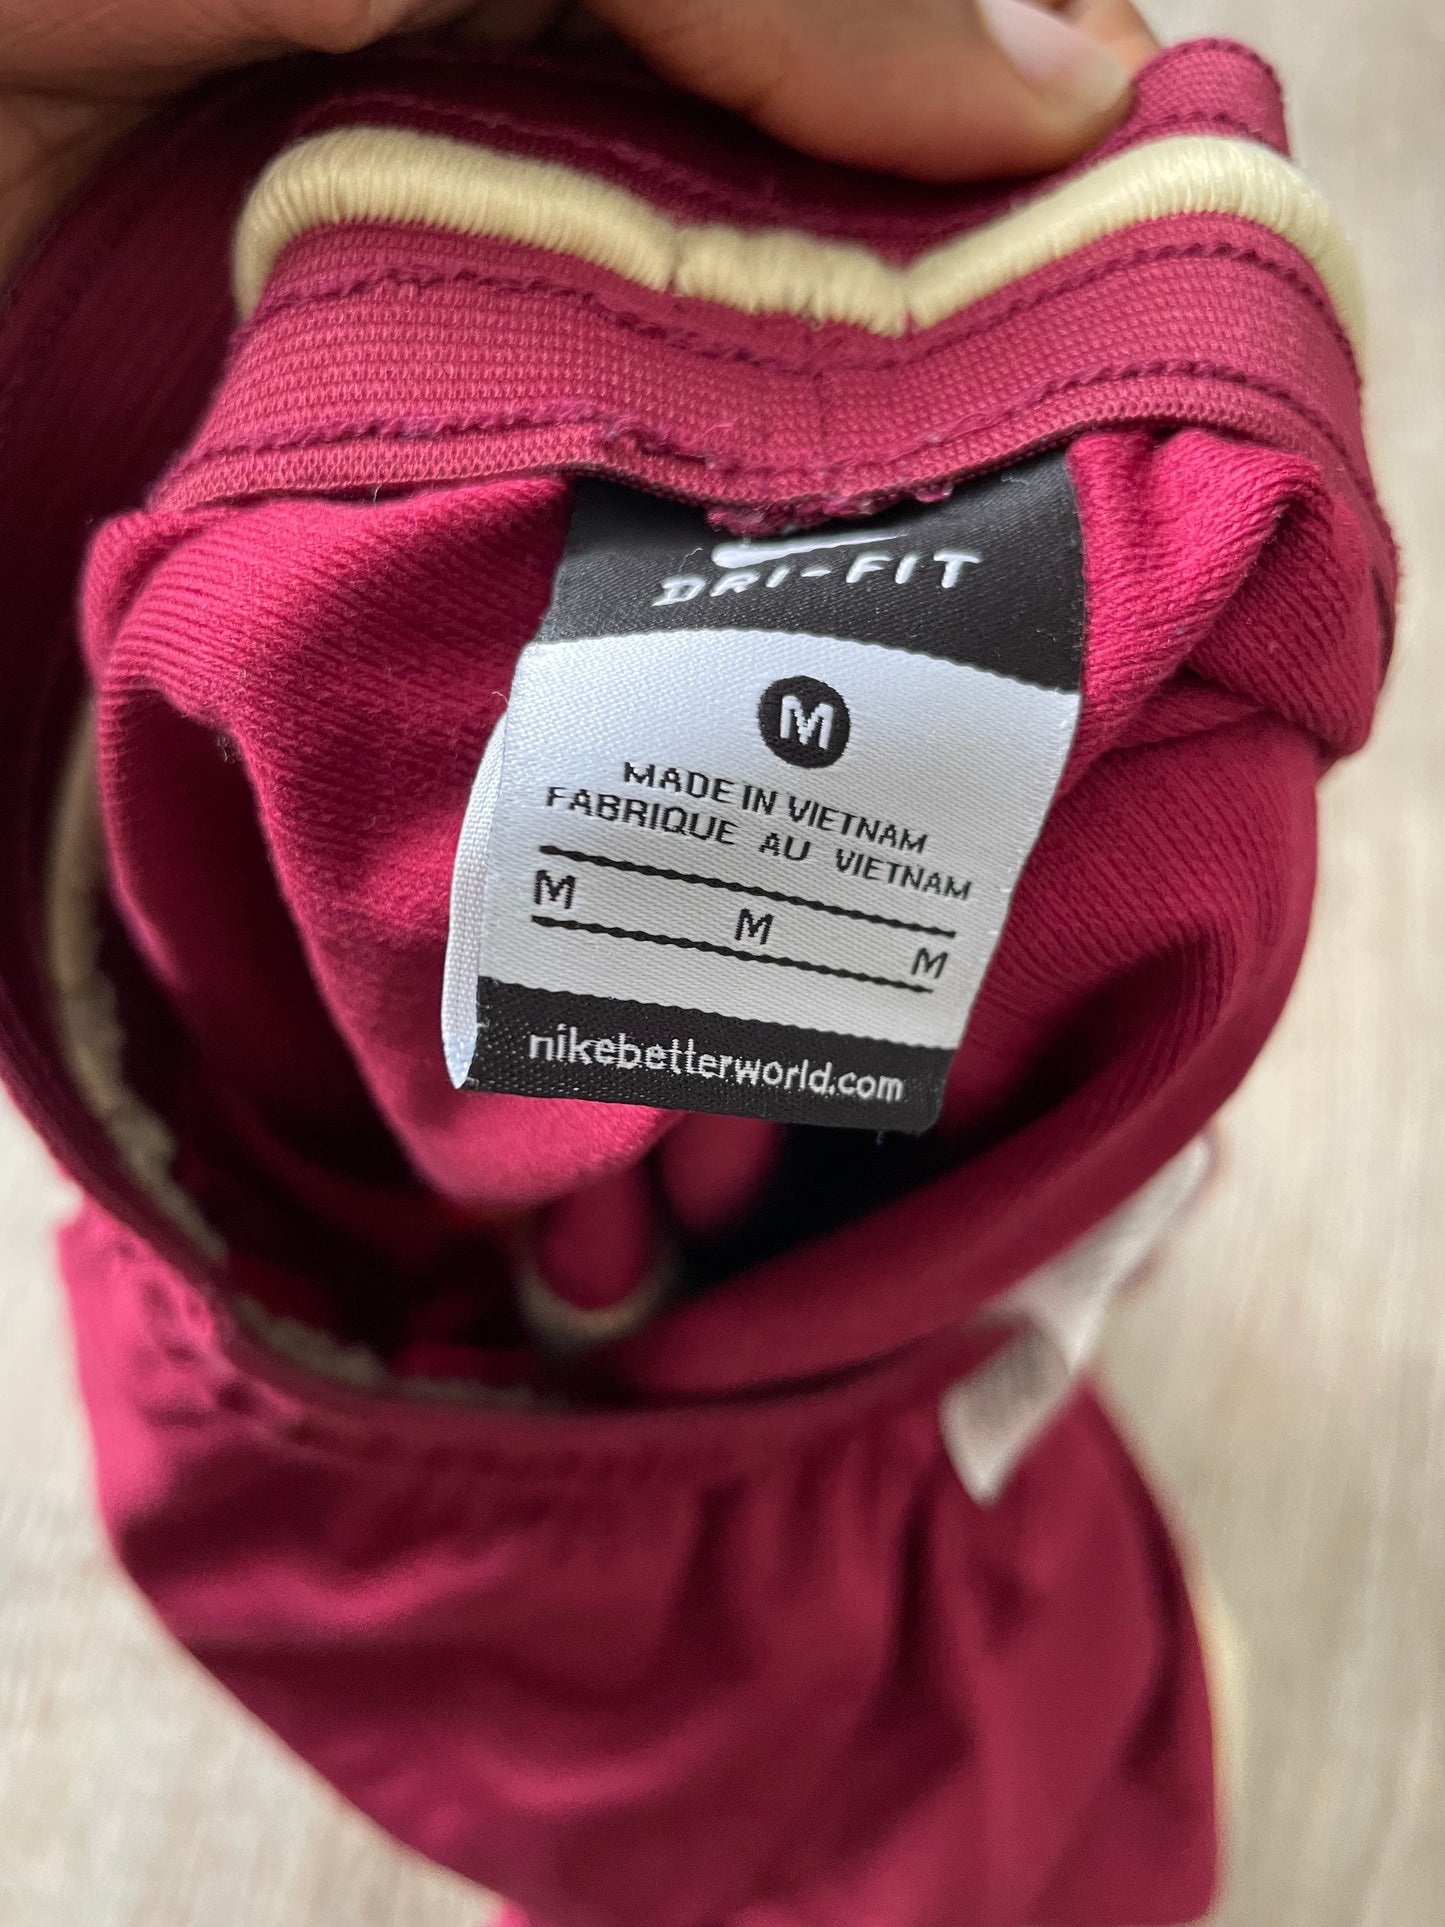 DRI-FIT
M
MADE IN VIETNAM
FABRIQUE AU VIETNAM
M M M
nikebetterworld.com